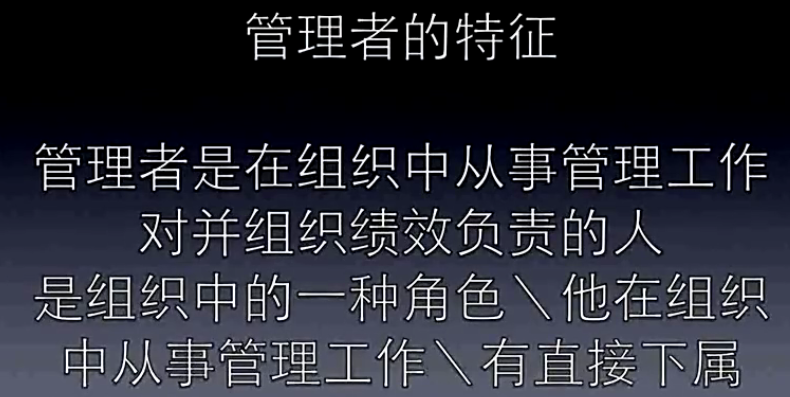 管理者的特征
管理者是在组织中从事管理工作
对并组织绩效负责的人
是组织中的一种角色\他在组织
中从事管理工作\有直接下属